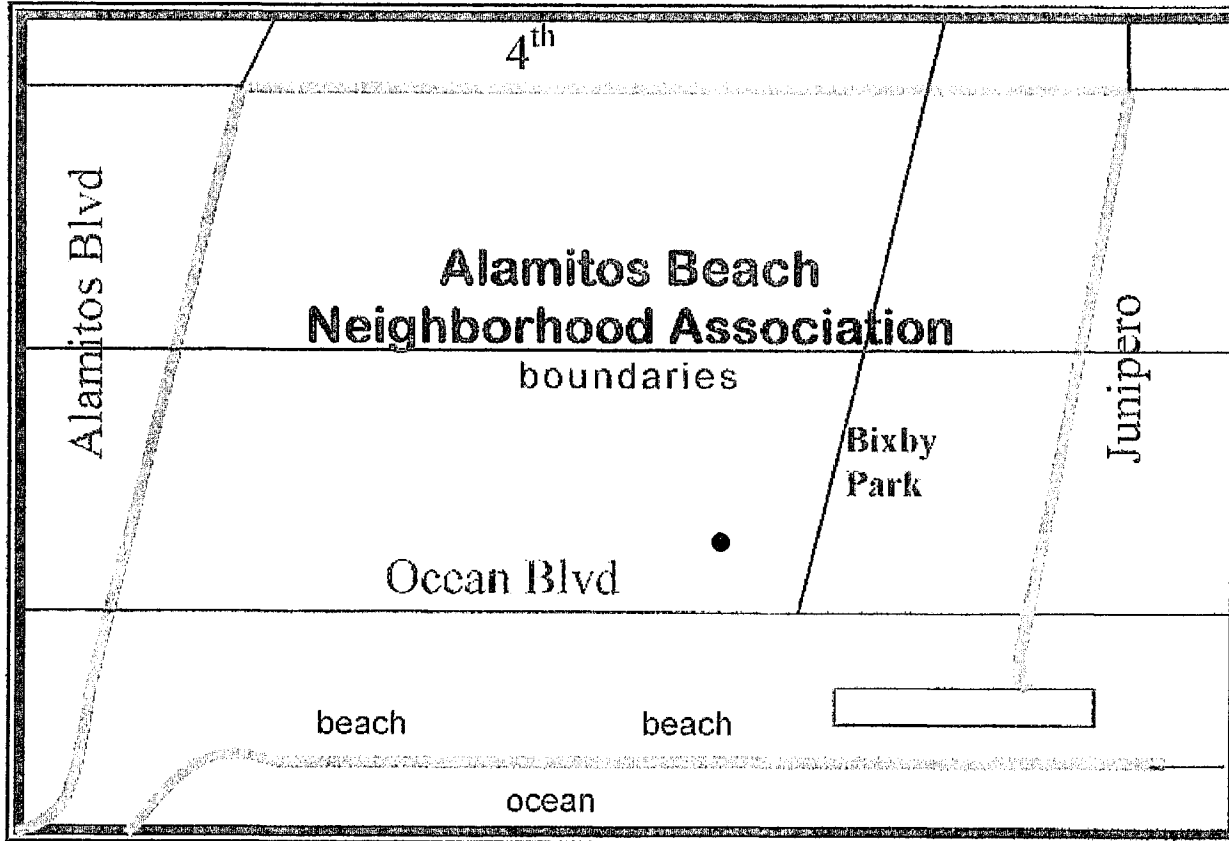 4th
Alamitos Blvd
Alamitos Beach
Neighborhood Association
boundaries
Junipero
Bixby
Park
Ocean Blvd
beach
beach
ocean